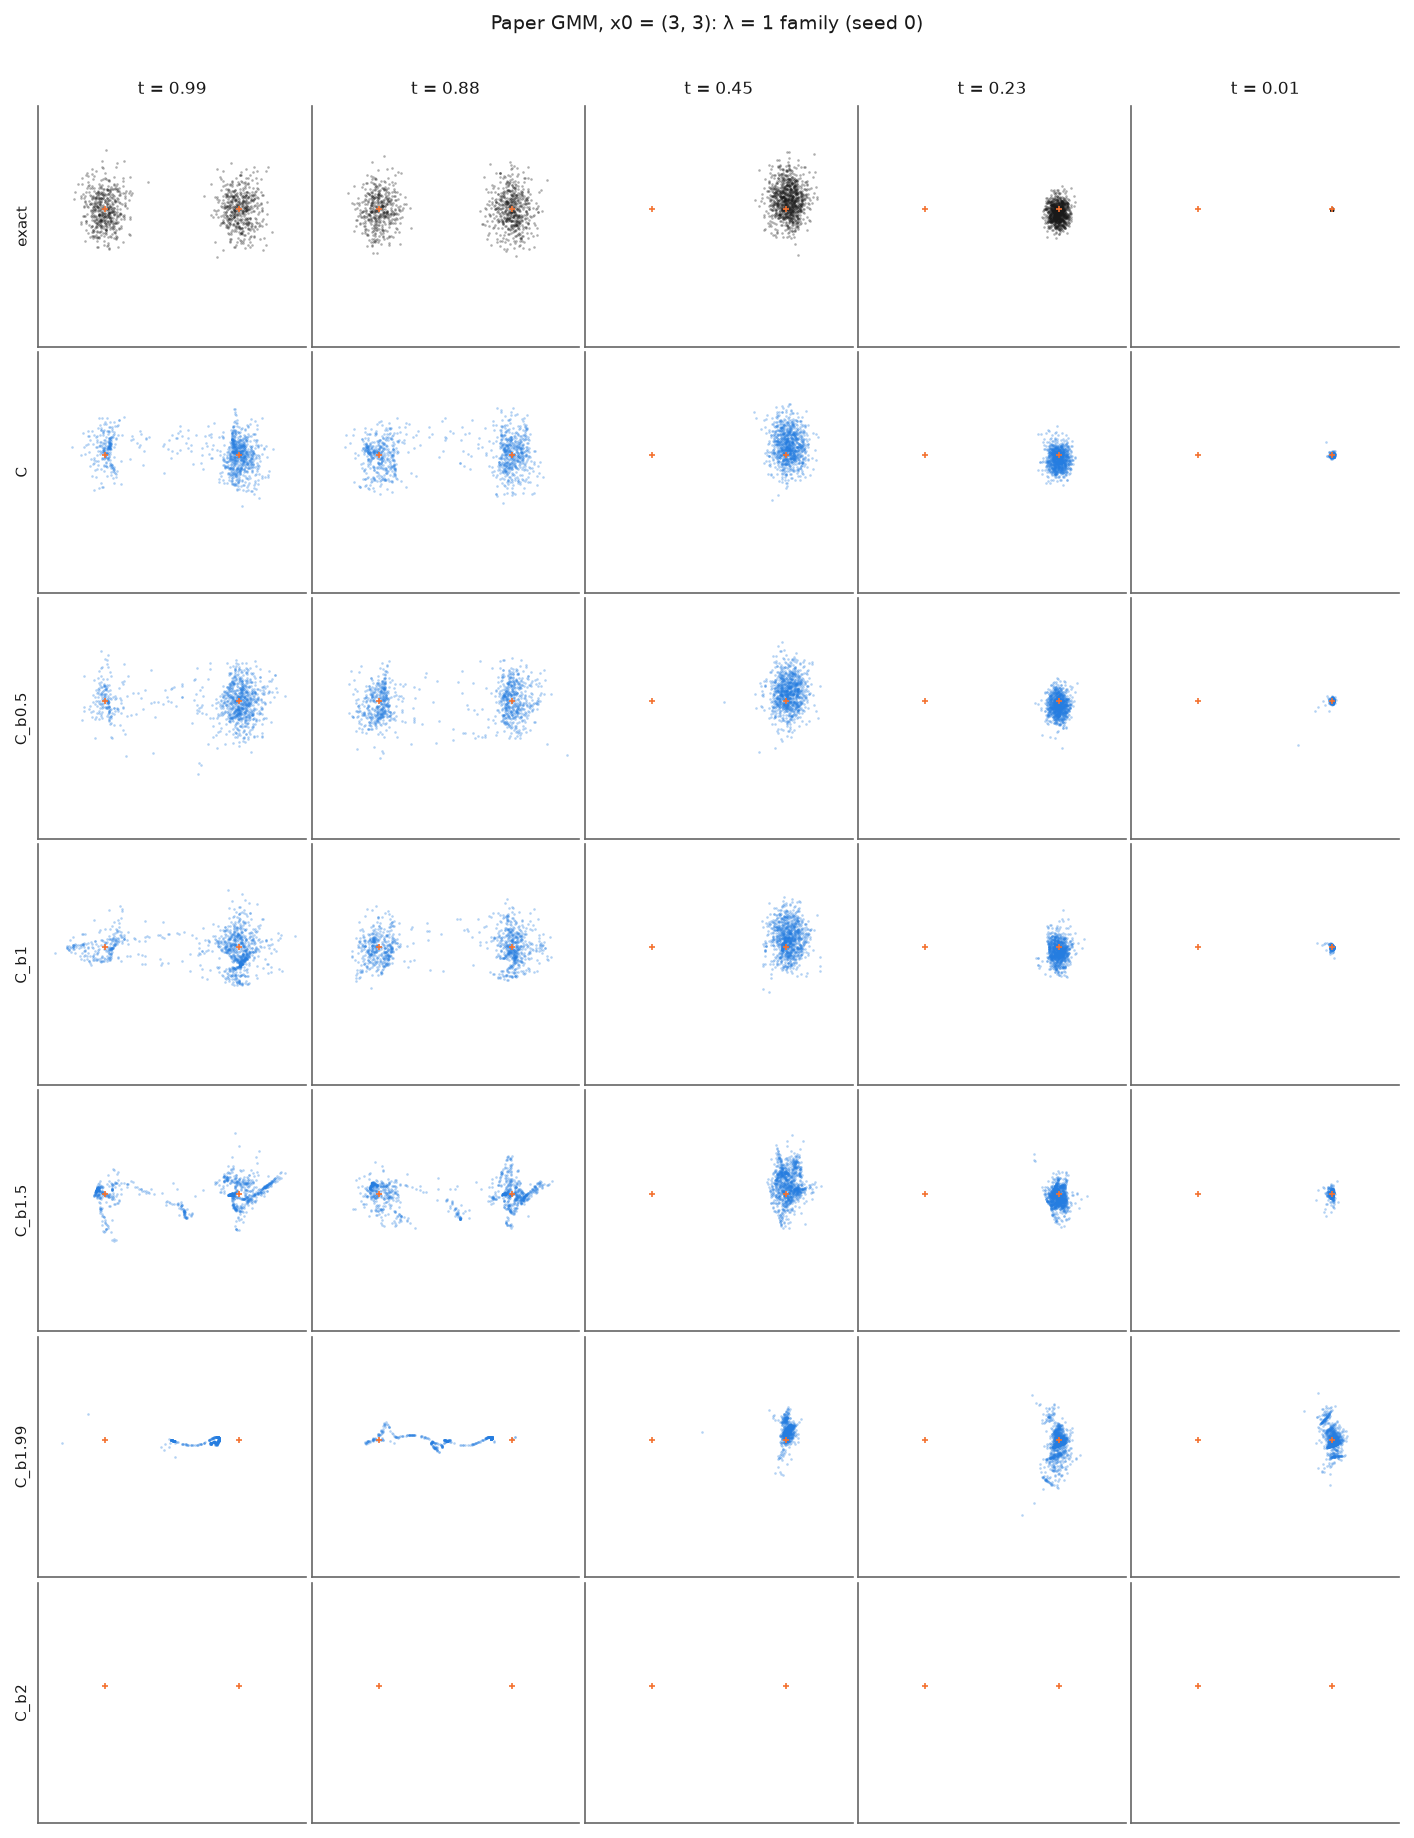 Paper GMM, x0 = (3, 3): λ = 1 family (seed 0)
t = 0.99 t = 0.88 t = 0.45 t = 0.23 t = 0.01
exact
C
C_b0.5
C_b1
C_b1.5
C_b1.99
C_b2